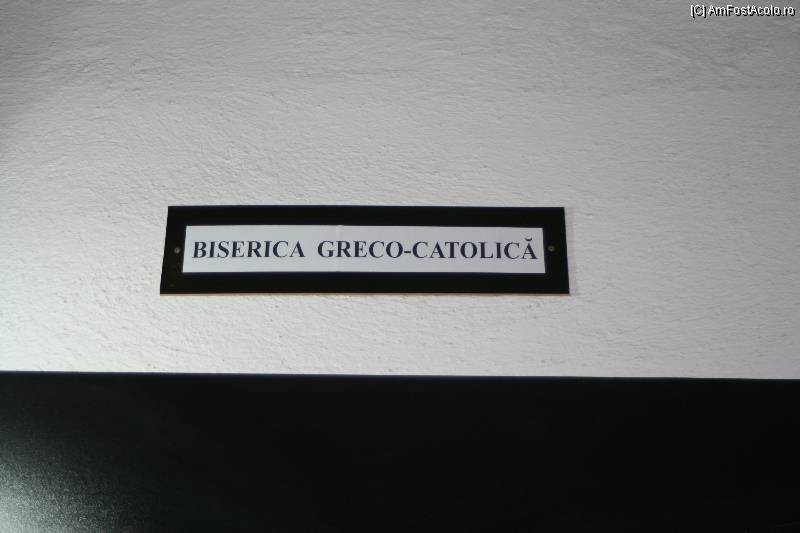 [C] AmFostAcolo.ro
BISERICA GRECO-CATOLICĂ